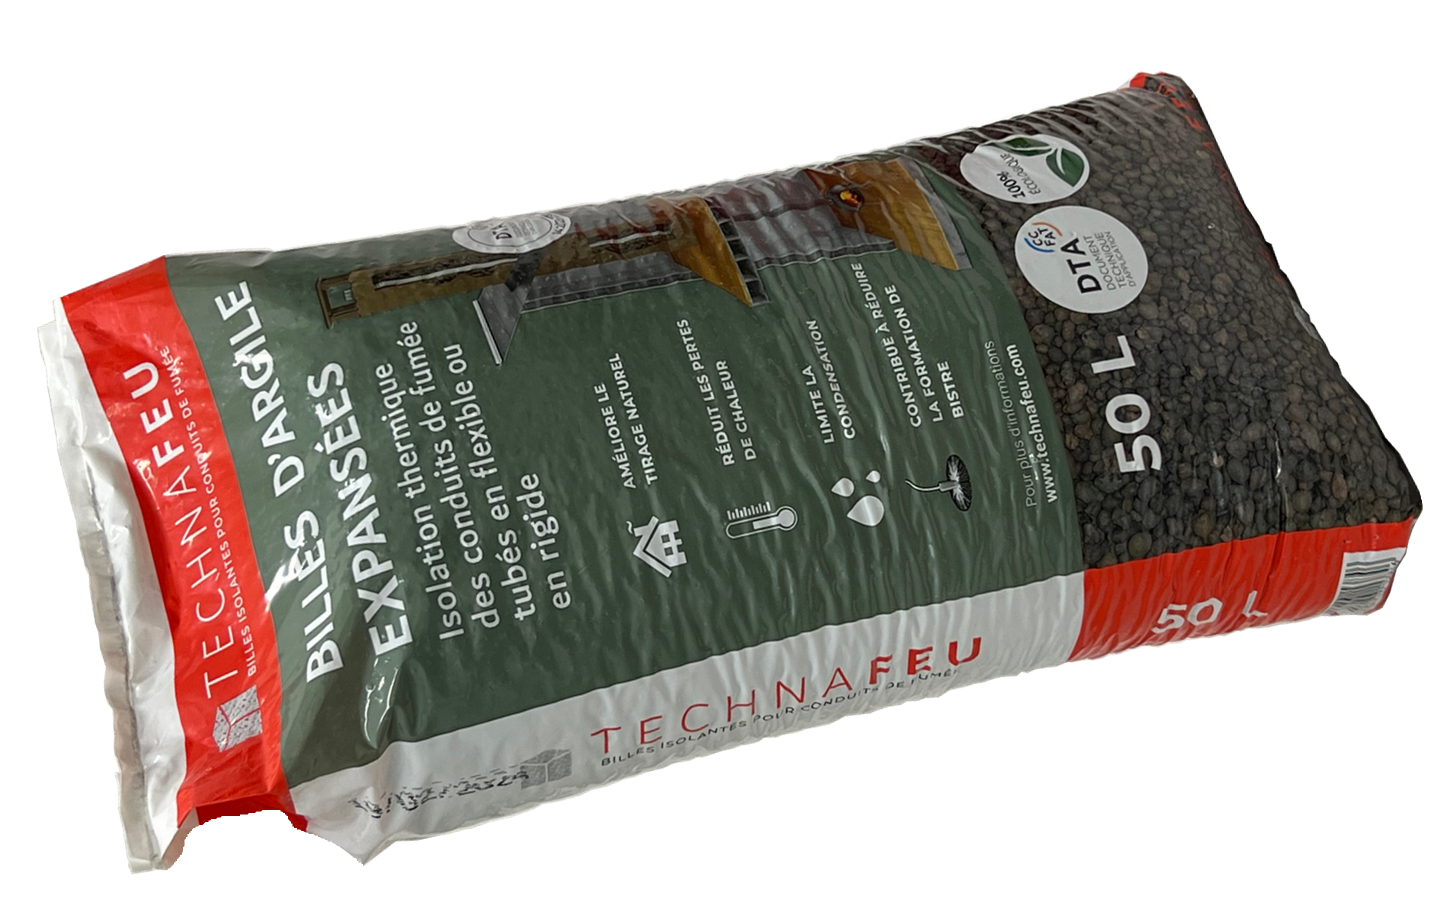 TECHNAFEU
BILLES ISOLANTES POUR CONDUITS DE FUMÉE
BILLES D'ARGILE
EXPANSÉES
Isolation thermique
des conduits de fumée
tubés en flexible ou
en rigide
DTA
AMÉLIORE LE
TIRAGE NATUREL
RÉDUIT LES PERTES
DE CHALEUR
LIMITE LA
CONDENSATION
CONTRIBUE À RÉDUIRE
LA FORMATION DE
BISTRE
Pour plus d'informations
www.technafeu.com
100%
ÉCOLOGIQUE
CC
FAT
DTA
DOCUMENT
TECHNIQUE
D'APPLICATION
50 L
TECHNAFEU
BILLES ISOLANTES POUR CONDUITS DE FUMÉE
50 L